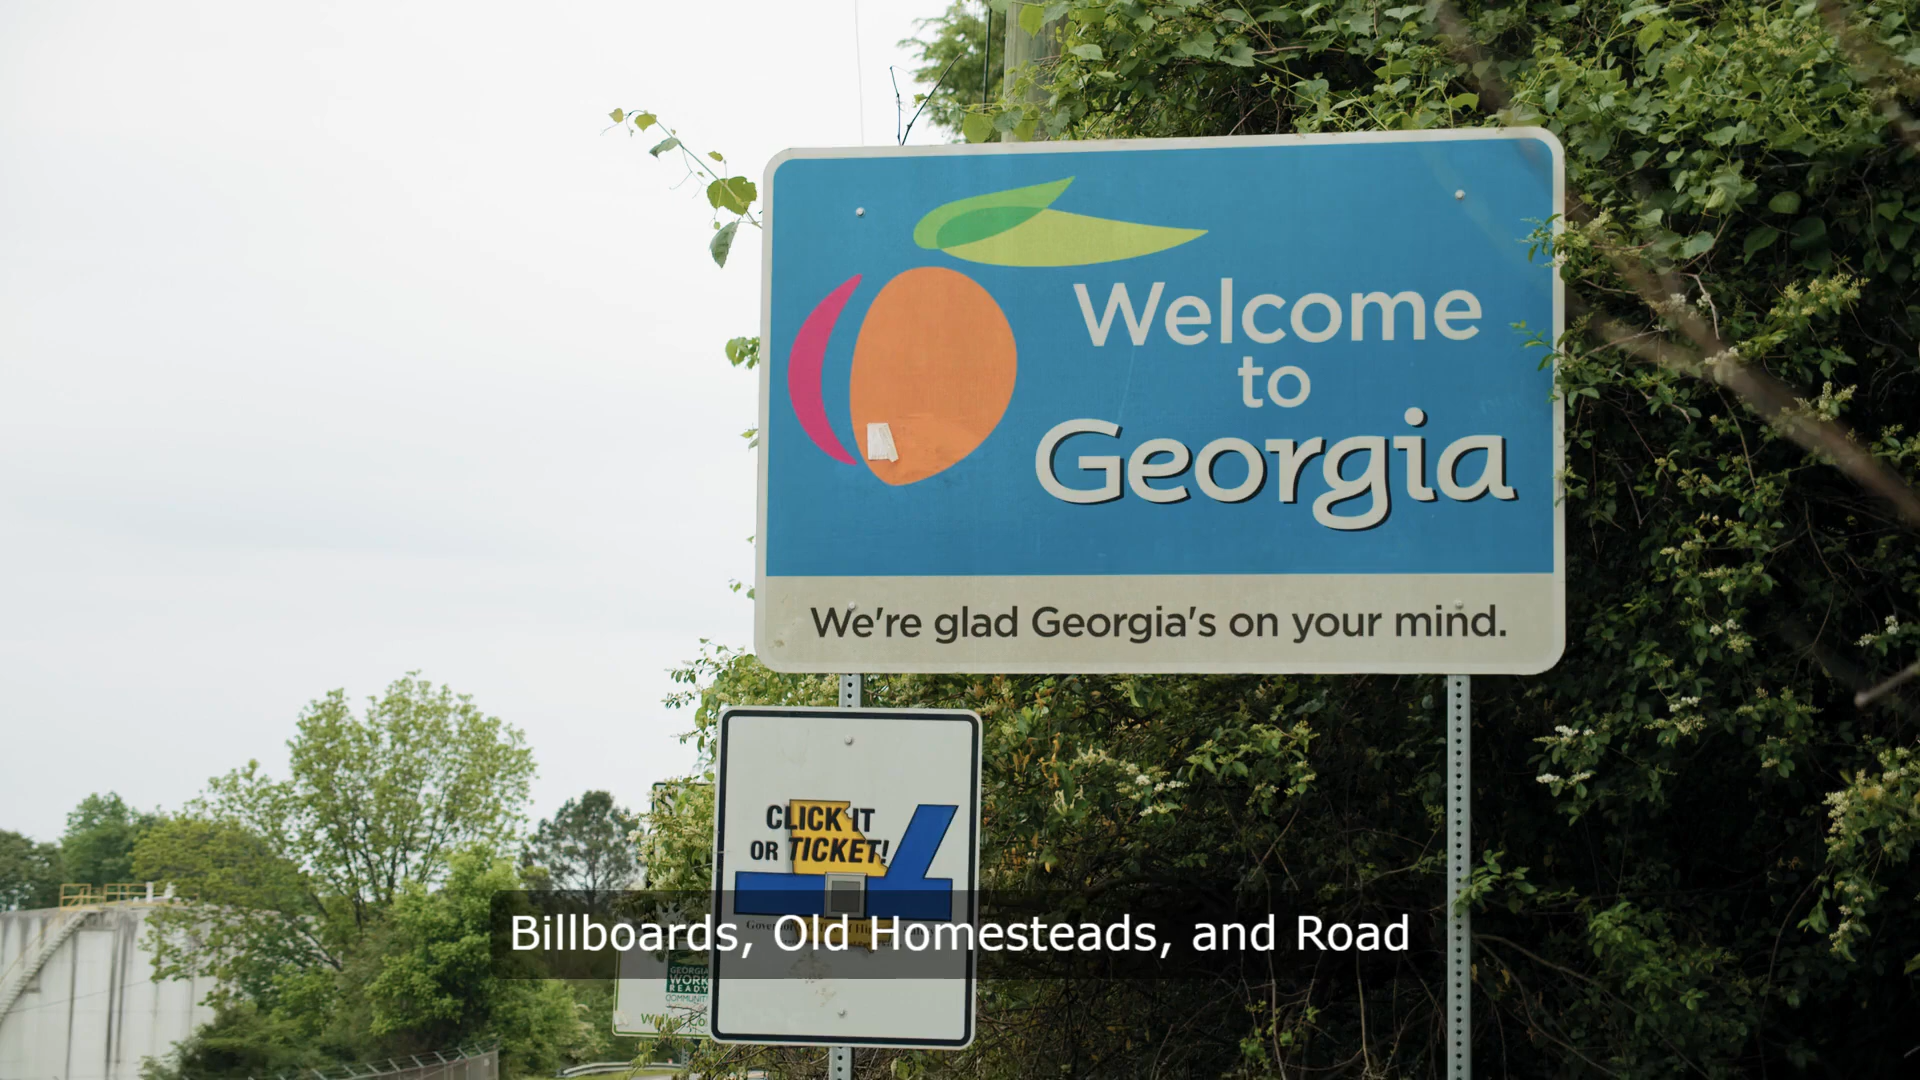 Welcome
to
Georgia
We're glad Georgia's on your mind.
CLICK IT
OR TICKET!
Billboards, Old Homesteads, and Road
GEORGIA
WORK
READY
COMMUNITY